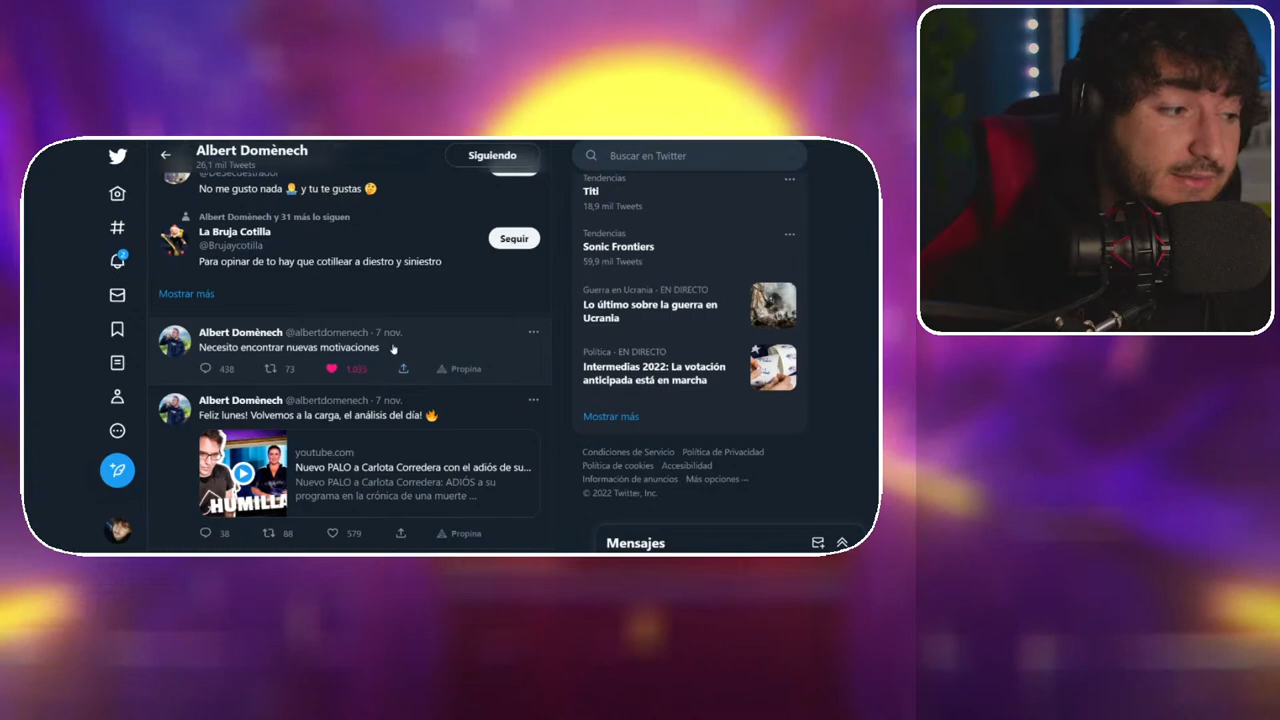 Albert Domènech
26,1 mil Tweets
Siguiendo
No me gusto nada 🤷 y tu te gustas 🤔
Albert Domènech y 31 más lo siguen
La Bruja Cotilla
@Brujaycotilla
Seguir
Para opinar de to hay que cotillear a diestro y siniestro
Mostrar más
Albert Domènech @albertdomenech · 7 nov.
Necesito encontrar nuevas motivaciones
438 73 1.035 Propina
Albert Domènech @albertdomenech · 7 nov.
Feliz lunes! Volvemos a la carga, el análisis del día! 🔥
HUMILLA
youtube.com
Nuevo PALO a Carlota Corredera con el adiós de su...
Nuevo PALO a Carlota Corredera: ADIÓS a su
programa en la crónica de una muerte ...
38 88 579 Propina
2
Buscar en Twitter
Tendencias
Titi
18,9 mil Tweets
Tendencias
Sonic Frontiers
59,9 mil Tweets
Guerra en Ucrania · EN DIRECTO
Lo último sobre la guerra en
Ucrania
Política · EN DIRECTO
Intermedias 2022: La votación
anticipada está en marcha
Mostrar más
Condiciones de Servicio Política de Privacidad
Política de cookies Accesibilidad
Información de anuncios Más opciones ···
© 2022 Twitter, Inc.
Mensajes